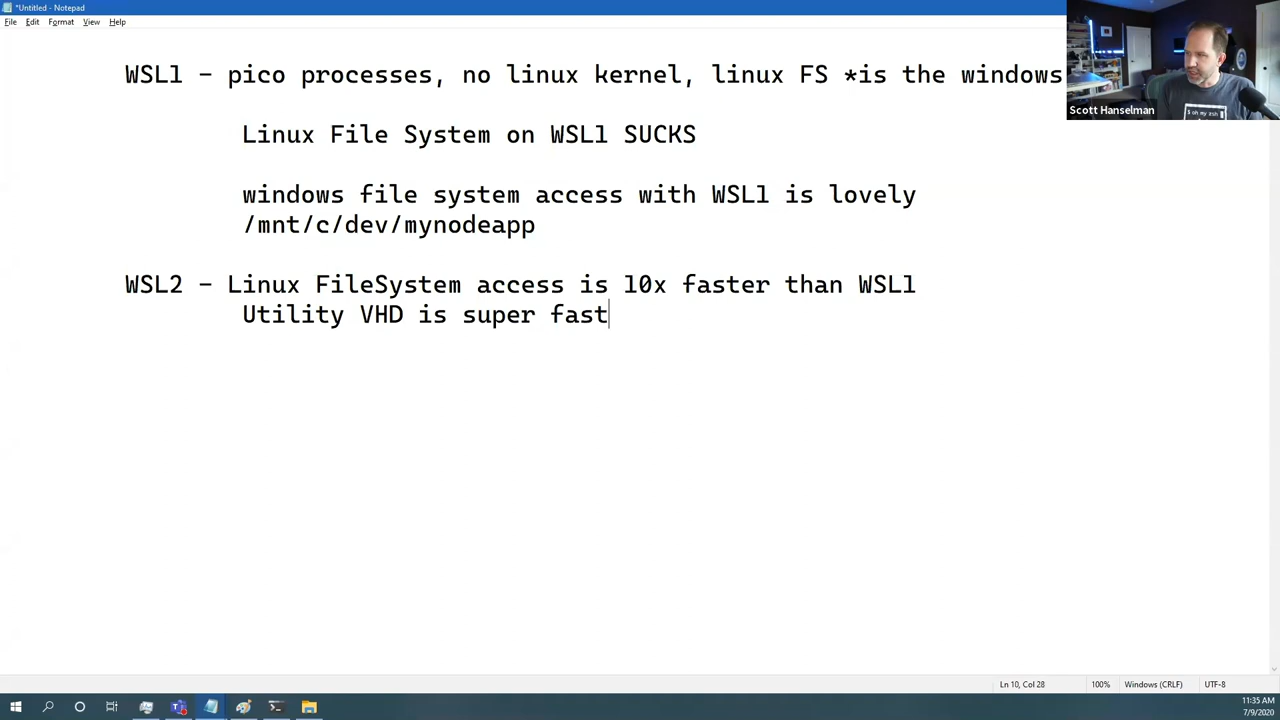 *Untitled - Notepad
File Edit Format View Help
WSL1 - pico processes, no linux kernel, linux FS *is the windows
Scott Hanselman
Linux File System on WSL1 SUCKS
windows file system access with WSL1 is lovely
/mnt/c/dev/mynodeapp
WSL2 - Linux FileSystem access is 10x faster than WSL1
Utility VHD is super fast
Ln 10, Col 28 100% Windows (CRLF) UTF-8
11:35 AM
7/9/2020